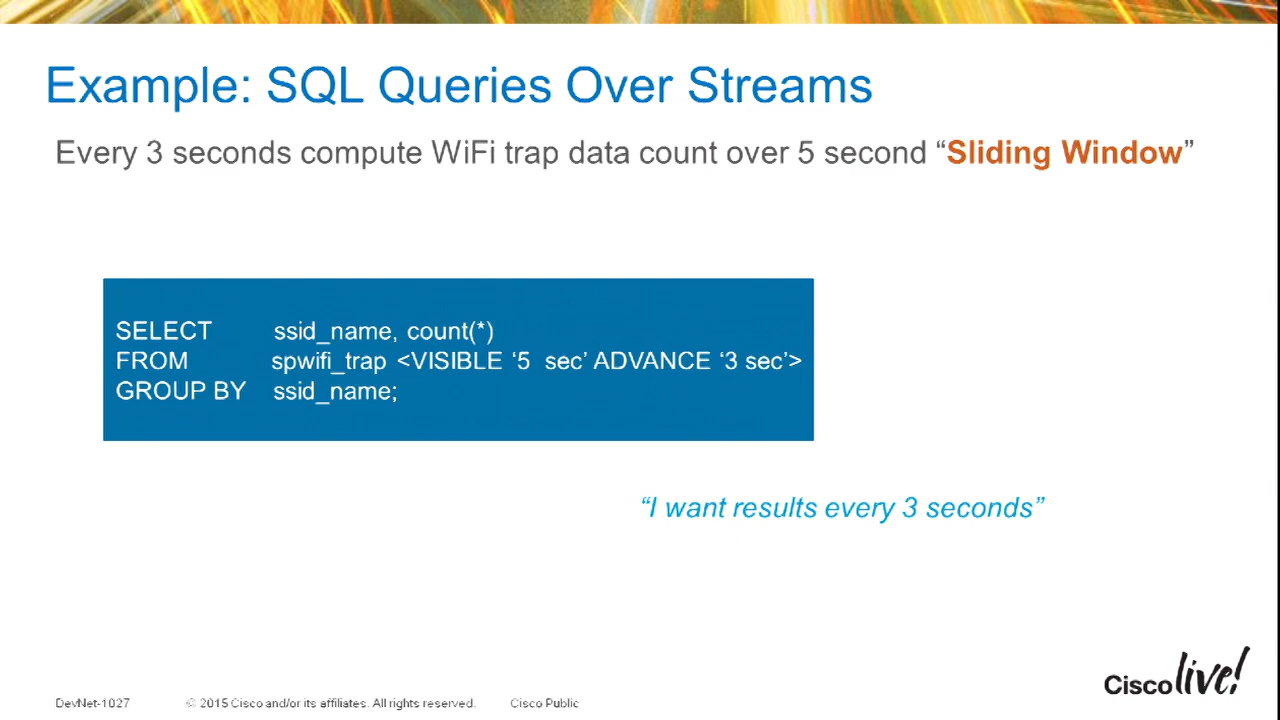 Example: SQL Queries Over Streams
Every 3 seconds compute WiFi trap data count over 5 second “Sliding Window”
SELECT ssid_name, count(*)
FROM spwifi_trap <VISIBLE ‘5 sec’ ADVANCE ‘3 sec’>
GROUP BY ssid_name;
“I want results every 3 seconds”
Cisco live!
DevNet-1027 © 2015 Cisco and/or its affiliates. All rights reserved. Cisco Public